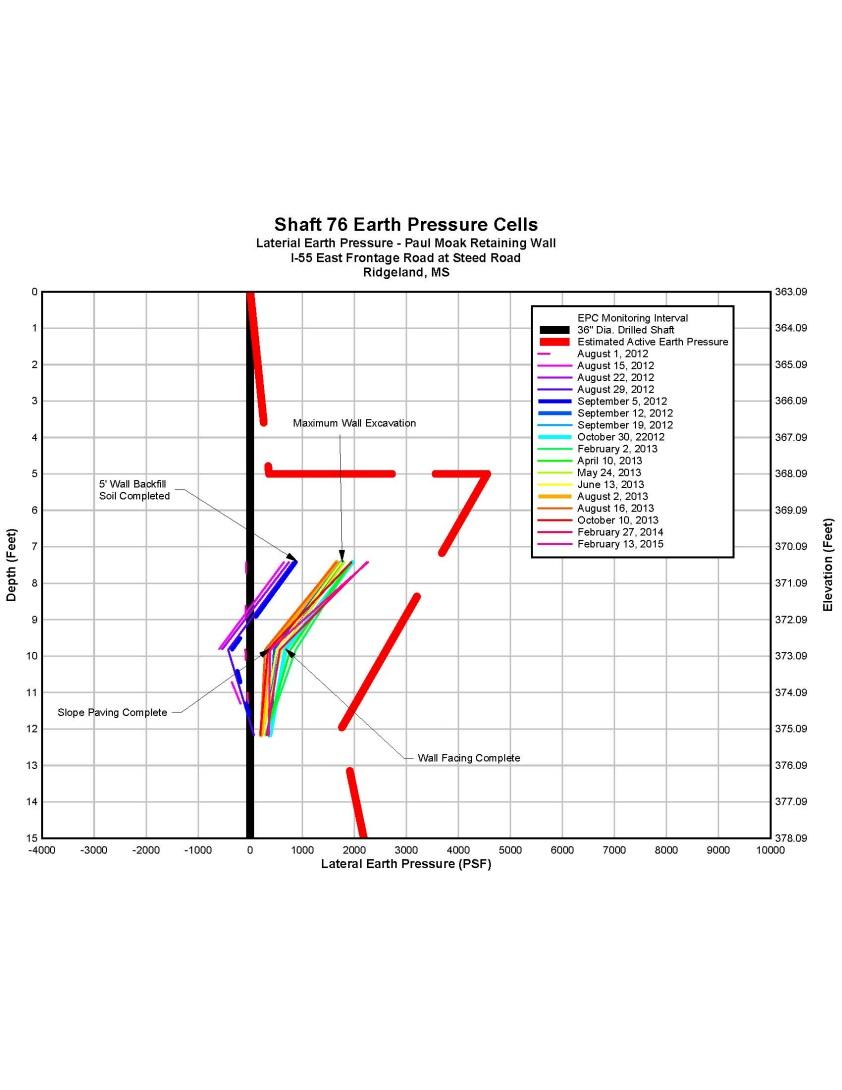 Shaft 76 Earth Pressure Cells
Laterial Earth Pressure - Paul Moak Retaining Wall
I-55 East Frontage Road at Steed Road
Ridgeland, MS
0
1
2
3
4
5
6
7
8
9
10
11
12
13
14
15
Depth (Feet)
363.09
364.09
365.09
366.09
367.09
368.09
369.09
370.09
371.09
372.09
373.09
374.09
375.09
376.09
377.09
378.09
Elevation (Feet)
EPC Monitoring Interval
36" Dia. Drilled Shaft
Estimated Active Earth Pressure
August 1, 2012
August 15, 2012
August 22, 2012
August 29, 2012
September 5, 2012
September 12, 2012
September 19, 2012
October 30, 22012
February 2, 2013
April 10, 2013
May 24, 2013
June 13, 2013
August 2, 2013
August 16, 2013
October 10, 2013
February 27, 2014
February 13, 2015
Maximum Wall Excavation
5' Wall Backfill
Soil Completed
Slope Paving Complete
Wall Facing Complete
-4000 -3000 -2000 -1000 0 1000 2000 3000 4000 5000 6000 7000 8000 9000 10000
Lateral Earth Pressure (PSF)